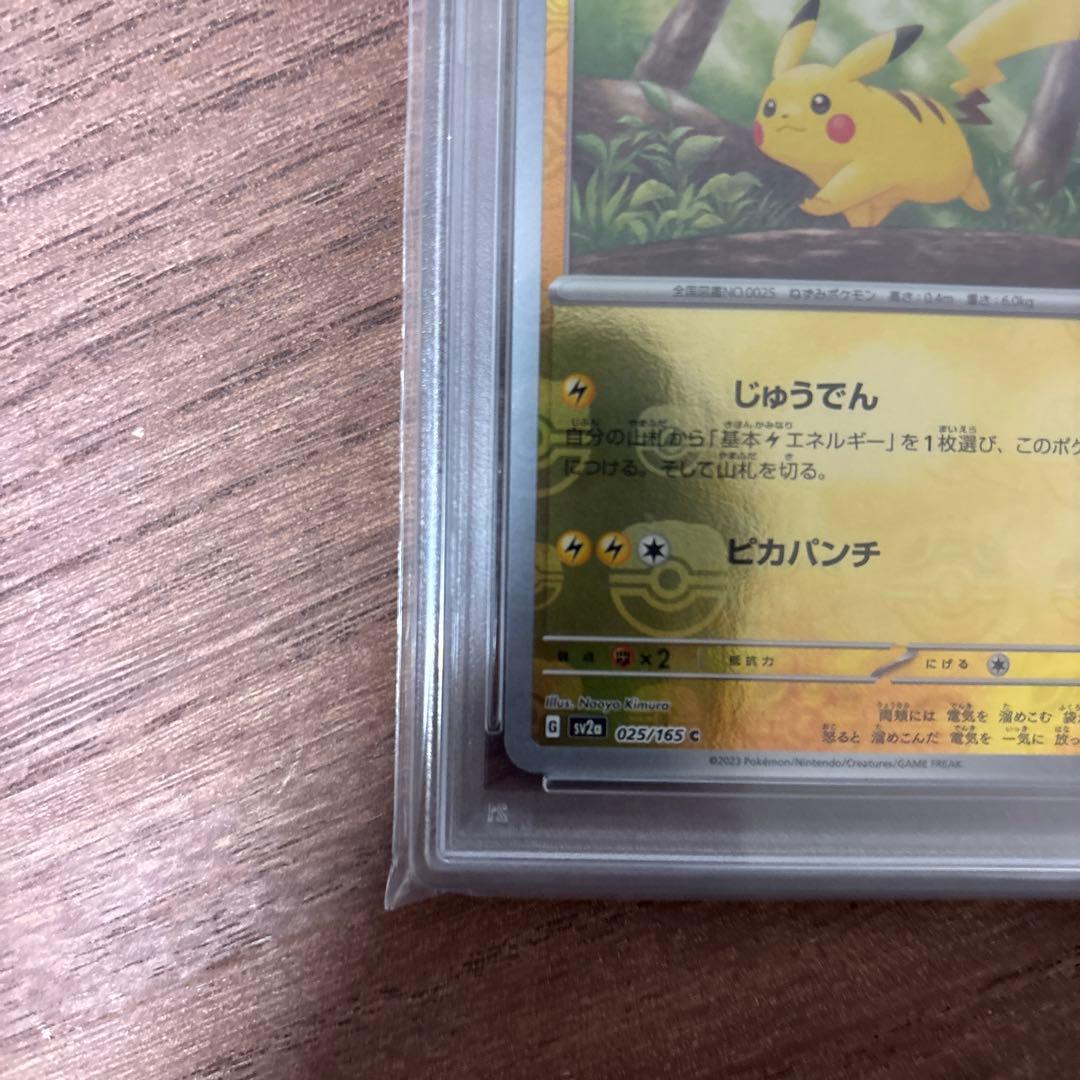 全国図鑑NO.0025 ねずみポケモン 高さ:0.4m 重さ:6.0kg
じゅうでん
自分の山札から「基本エネルギー」を1枚選び、このポケ
につける。そして山札を切る。
ピカパンチ
弱点 ×2 抵抗力 にげる
Illus. Naoyo Kimura
G sv2a 025/165 C
両頬には 電気を 溜めこむ 袋
怒ると 溜めこんだ 電気を 一気に 放っ
©2023 Pokémon/Nintendo/Creatures/GAME FREAK